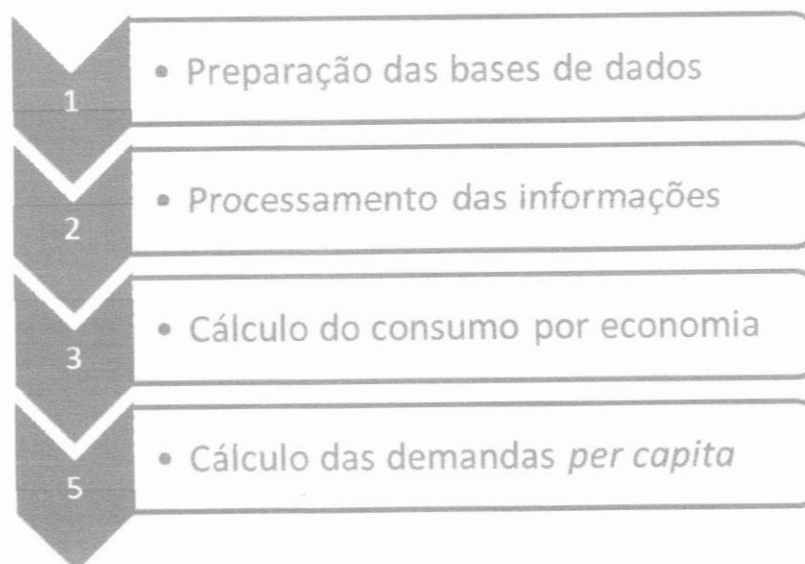 1
• Preparação das bases de dados
2
• Processamento das informações
3
• Cálculo do consumo por economia
5
• Cálculo das demandas per capita